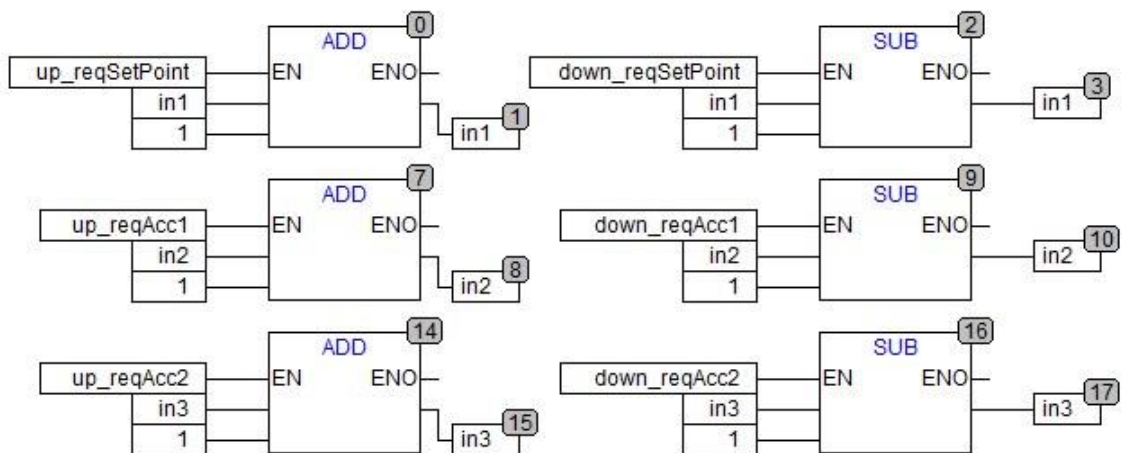 0 2
ADD SUB
up_reqSetPoint EN ENO down_reqSetPoint EN ENO
3
in1 in1 in1
1
1 in1 1
7 9
ADD SUB
up_reqAcc1 EN ENO down_reqAcc1 EN ENO
10
in2 in2 in2
8
1 in2 1
14 16
ADD SUB
up_reqAcc2 EN ENO down_reqAcc2 EN ENO
17
in3 in3 in3
15
1 in3 1